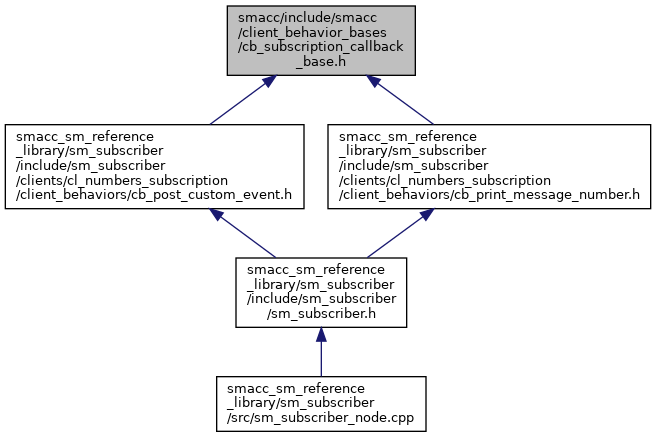 smacc/include/smacc
/client_behavior_bases
/cb_subscription_callback
_base.h
smacc_sm_reference
_library/sm_subscriber
/include/sm_subscriber
/clients/cl_numbers_subscription
/client_behaviors/cb_post_custom_event.h
smacc_sm_reference
_library/sm_subscriber
/include/sm_subscriber
/clients/cl_numbers_subscription
/client_behaviors/cb_print_message_number.h
smacc_sm_reference
_library/sm_subscriber
/include/sm_subscriber
/sm_subscriber.h
smacc_sm_reference
_library/sm_subscriber
/src/sm_subscriber_node.cpp